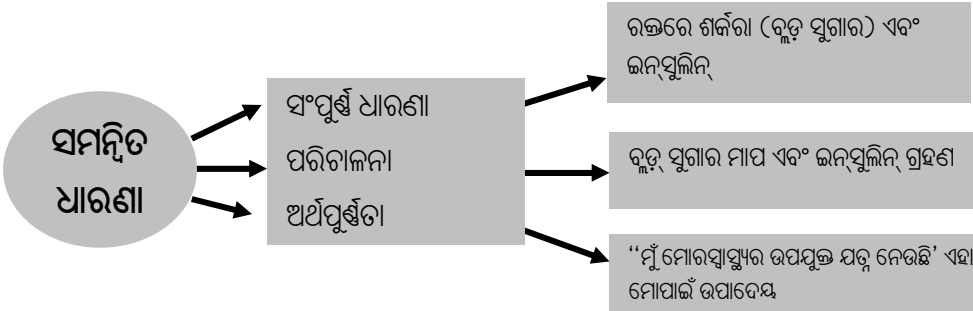 ସମନ୍ଵିତ
ଧାରଣା
ସଂପୁର୍ଣ୍ଣ ଧାରଣା
ପରିଚାଳନା
ଅର୍ଥପୁର୍ଣ୍ଣତା
ରକ୍ତରେ ଶର୍କରା (ବ୍ଲଡ଼ ସୁଗାର) ଏବଂ
ଇନ୍‌ସୁଲିନ୍
ବ୍ଲଡ଼୍ ସୁଗାର ମାପ ଏବଂ ଇନ୍‌ସୁଲିନ୍ ଗ୍ରହଣ
‘‘ମୁଁ ମୋରସ୍ଵାସ୍ଥ୍ୟର ଉପଯୁକ୍ତ ଯତ୍ନ ନେଉଛି’ ଏହା
ମୋପାଇଁ ଉପାଦେୟ